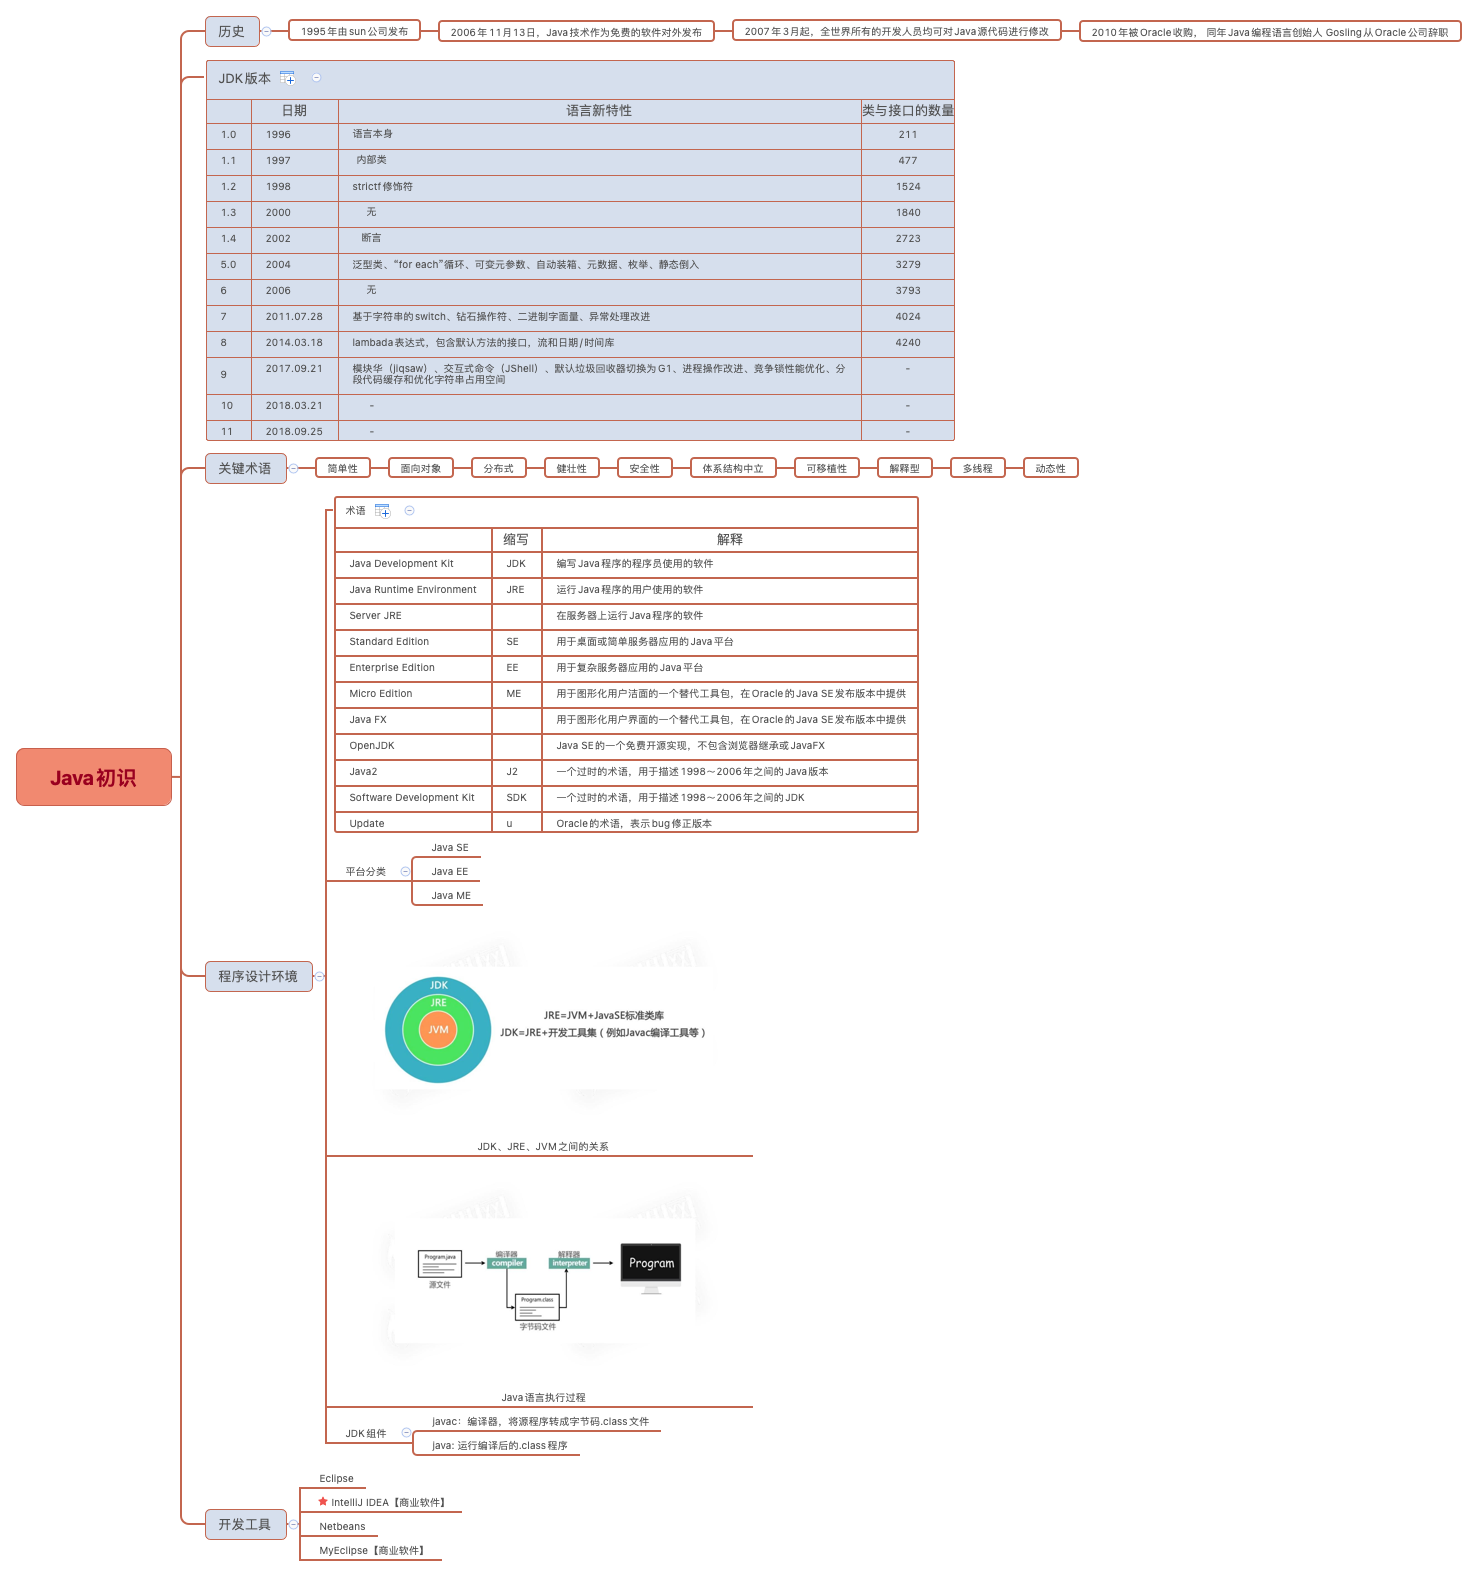 历史
1995年由sun公司发布
2006年11月13日，Java技术作为免费的软件对外发布
2007年3月起，全世界所有的开发人员均可对Java源代码进行修改
2010年被Oracle收购， 同年Java编程语言创始人 Gosling从Oracle公司辞职
JDK版本
日期 语言新特性 类与接口的数量
1.0 1996 语言本身 211
1.1 1997 内部类 477
1.2 1998 strictf修饰符 1524
1.3 2000 无 1840
1.4 2002 断言 2723
5.0 2004 泛型类、“for each”循环、可变元参数、自动装箱、元数据、枚举、静态倒入 3279
6 2006 无 3793
7 2011.07.28 基于字符串的switch、钻石操作符、二进制字面量、异常处理改进 4024
8 2014.03.18 lambada表达式，包含默认方法的接口，流和日期/时间库 4240
9 2017.09.21 模块华（jiqsaw）、交互式命令（JShell）、默认垃圾回收器切换为G1、进程操作改进、竞争锁性能优化、分 -
段代码缓存和优化字符串占用空间
10 2018.03.21 - -
11 2018.09.25 - -
关键术语
简单性
面向对象
分布式
健壮性
安全性
体系结构中立
可移植性
解释型
多线程
动态性
Java初识
程序设计环境
术语
缩写 解释
Java Development Kit JDK 编写Java程序的程序员使用的软件
Java Runtime Environment JRE 运行Java程序的用户使用的软件
Server JRE 在服务器上运行Java程序的软件
Standard Edition SE 用于桌面或简单服务器应用的Java平台
Enterprise Edition EE 用于复杂服务器应用的Java平台
Micro Edition ME 用于图形化用户洁面的一个替代工具包，在Oracle的Java SE发布版本中提供
Java FX 用于图形化用户界面的一个替代工具包，在Oracle的Java SE发布版本中提供
OpenJDK Java SE的一个免费开源实现，不包含浏览器继承或JavaFX
Java2 J2 一个过时的术语，用于描述1998～2006年之间的Java版本
Software Development Kit SDK 一个过时的术语，用于描述1998～2006年之间的JDK
Update u Oracle的术语，表示bug修正版本
平台分类
Java SE
Java EE
Java ME
JDK
JRE
JVM
JRE=JVM+JavaSE标准类库
JDK=JRE+开发工具集（例如Javac编译工具等）
JDK、JRE、JVM之间的关系
Program.java
源文件
编译器
compiler
Program.class
字节码文件
解释器
interpreter
Program
Java语言执行过程
JDK组件
javac：编译器，将源程序转成字节码.class文件
java: 运行编译后的.class程序
开发工具
Eclipse
IntelliJ IDEA【商业软件】
Netbeans
MyEclipse【商业软件】